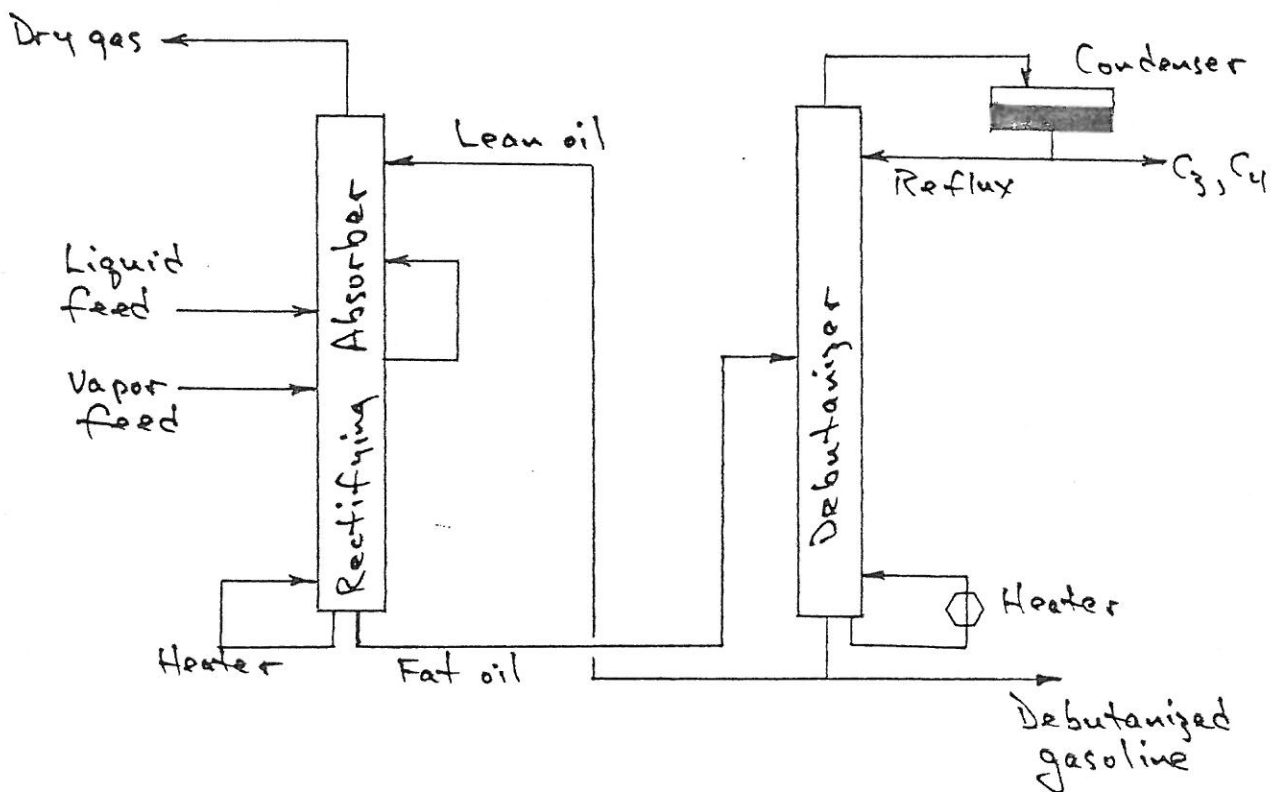 Dry gas
Condenser
Lean oil
Reflux
C3, C4
Liquid
feed
Vapor
feed
Rectifying Absorber
Debutanizer
Heater
Heater
Fat oil
Debutanized
gasoline